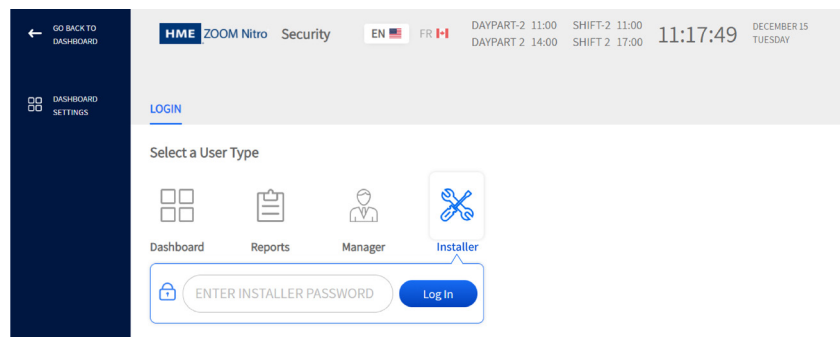 GO BACK TO
DASHBOARD
HME ZOOM Nitro Security
EN
FR
DAYPART-2 11:00 SHIFT-2 11:00
DAYPART 2 14:00 SHIFT 2 17:00
11:17:49
DECEMBER 15
TUESDAY
DASHBOARD
SETTINGS
LOGIN
Select a User Type
Dashboard Reports Manager Installer
ENTER INSTALLER PASSWORD Log In